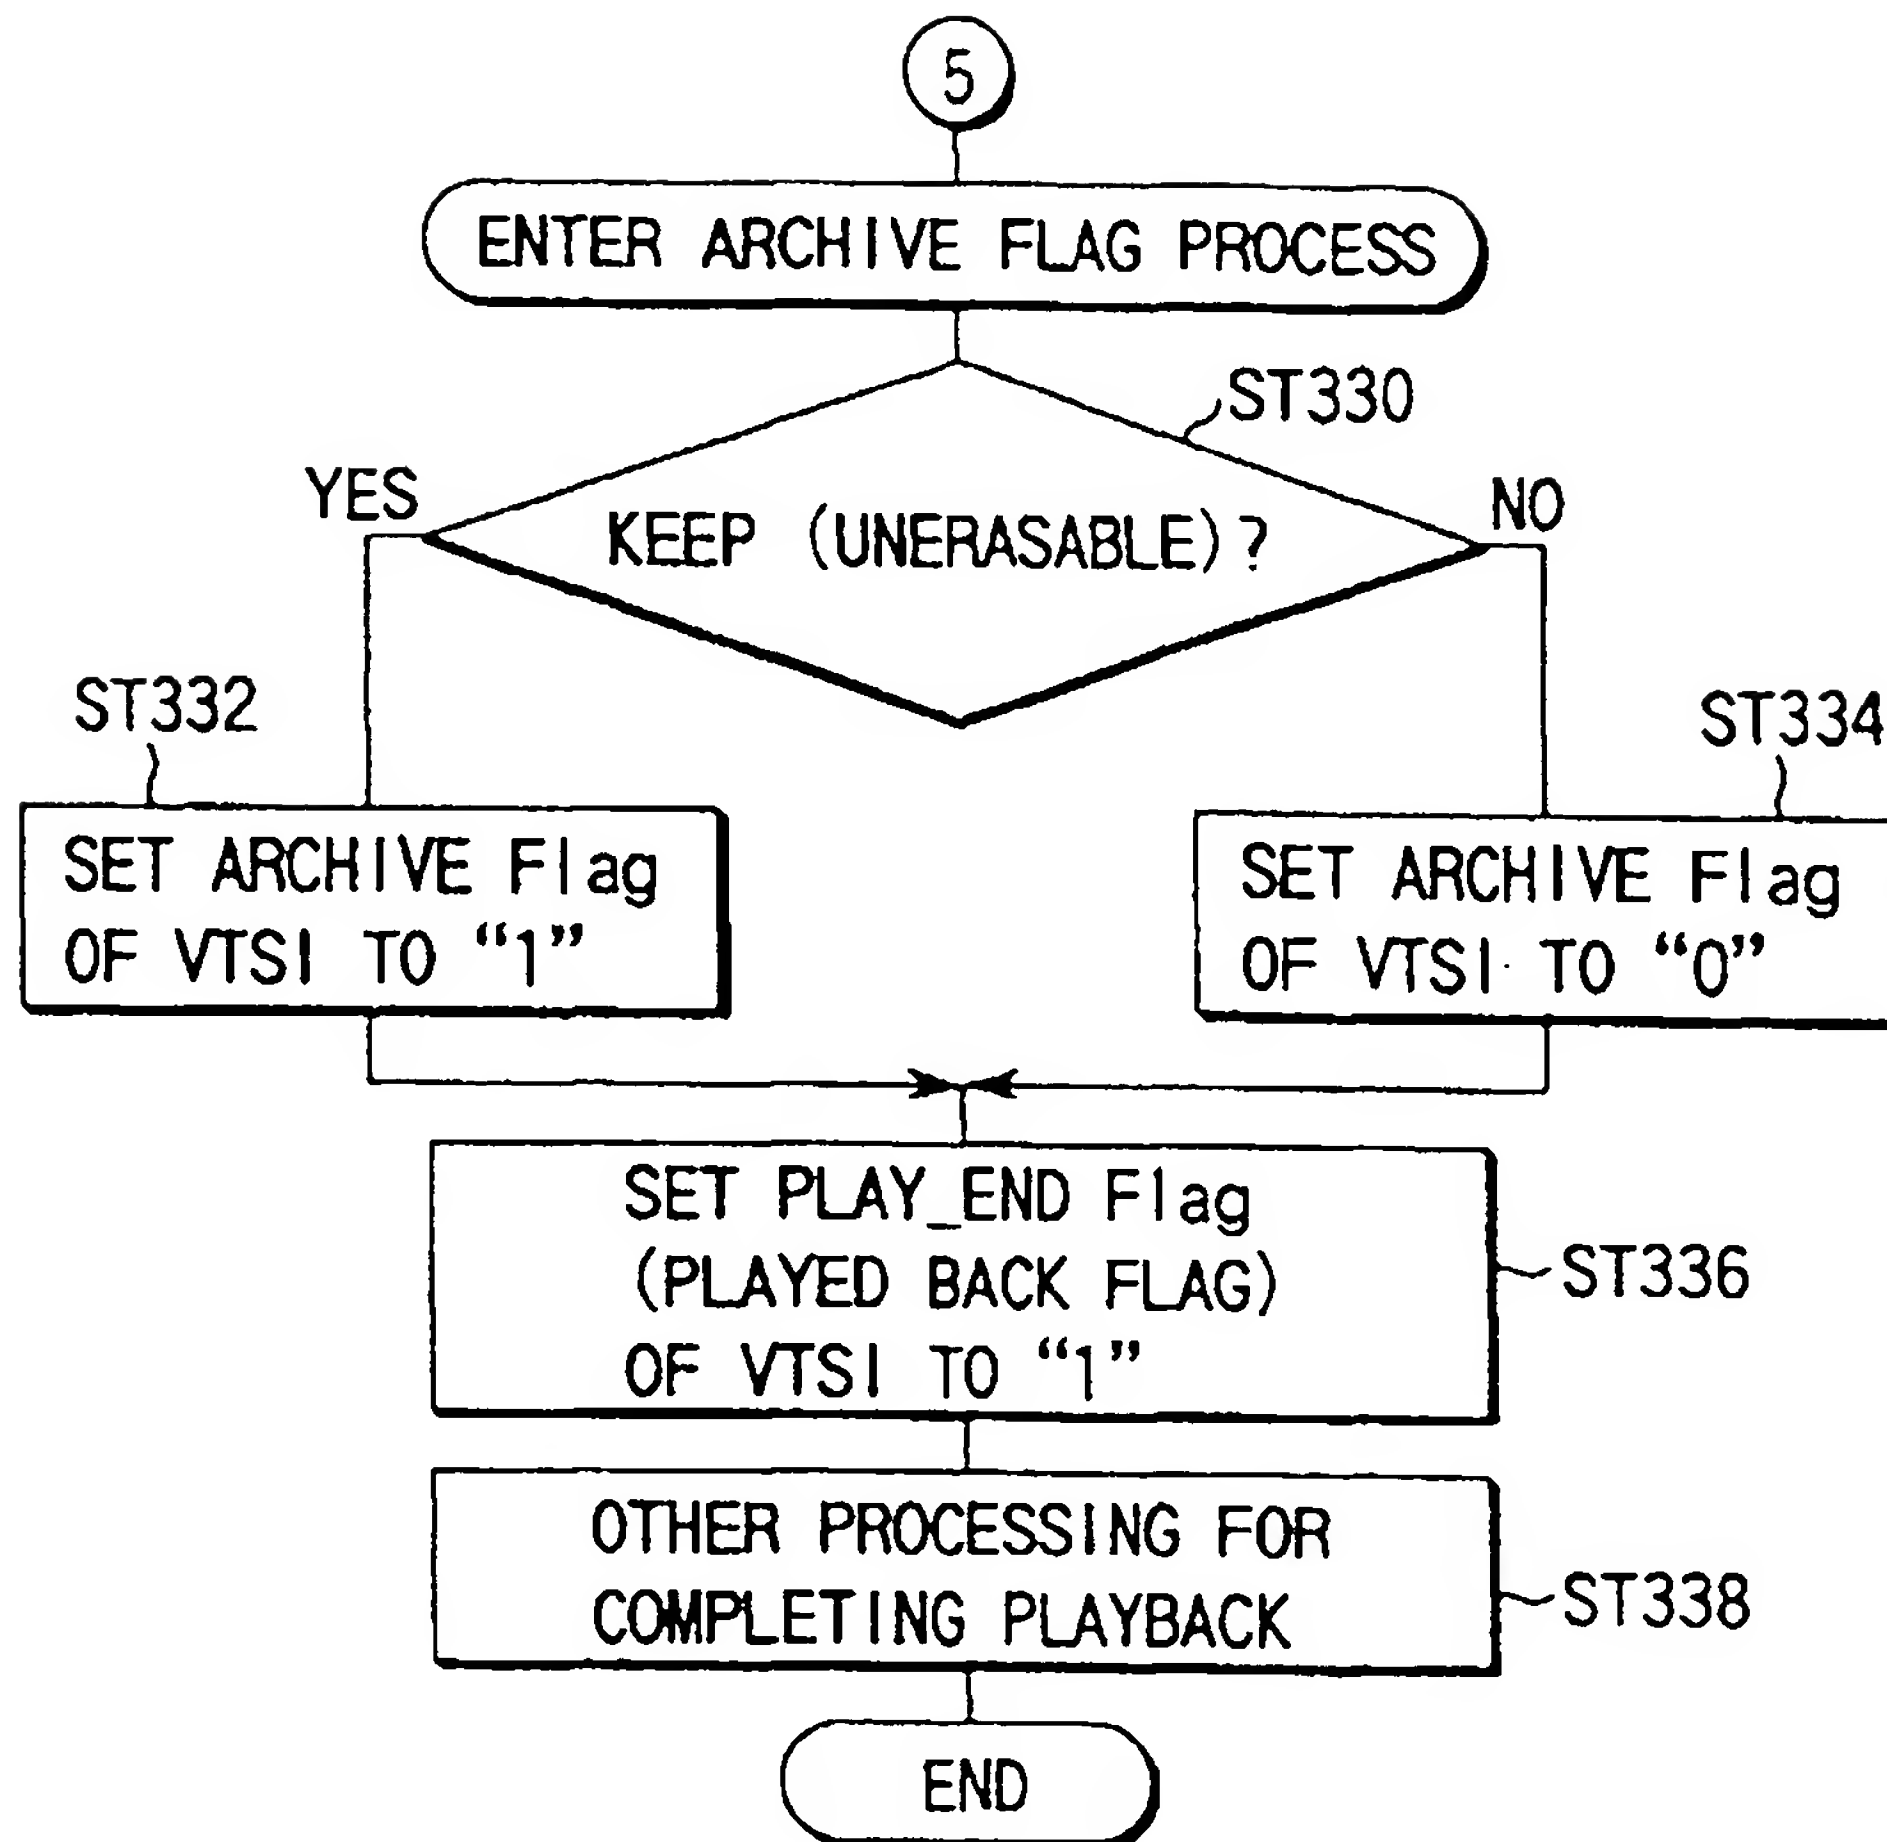 5
ENTER ARCHIVE FLAG PROCESS
ST330
YES
NO
KEEP (UNERASABLE)?
ST332
ST334
SET ARCHIVE Flag
OF VTSI TO “1”
SET ARCHIVE Flag
OF VTSI TO “0”
SET PLAY_END Flag
(PLAYED BACK FLAG)
OF VTSI TO “1”
ST336
OTHER PROCESSING FOR
COMPLETING PLAYBACK
ST338
END